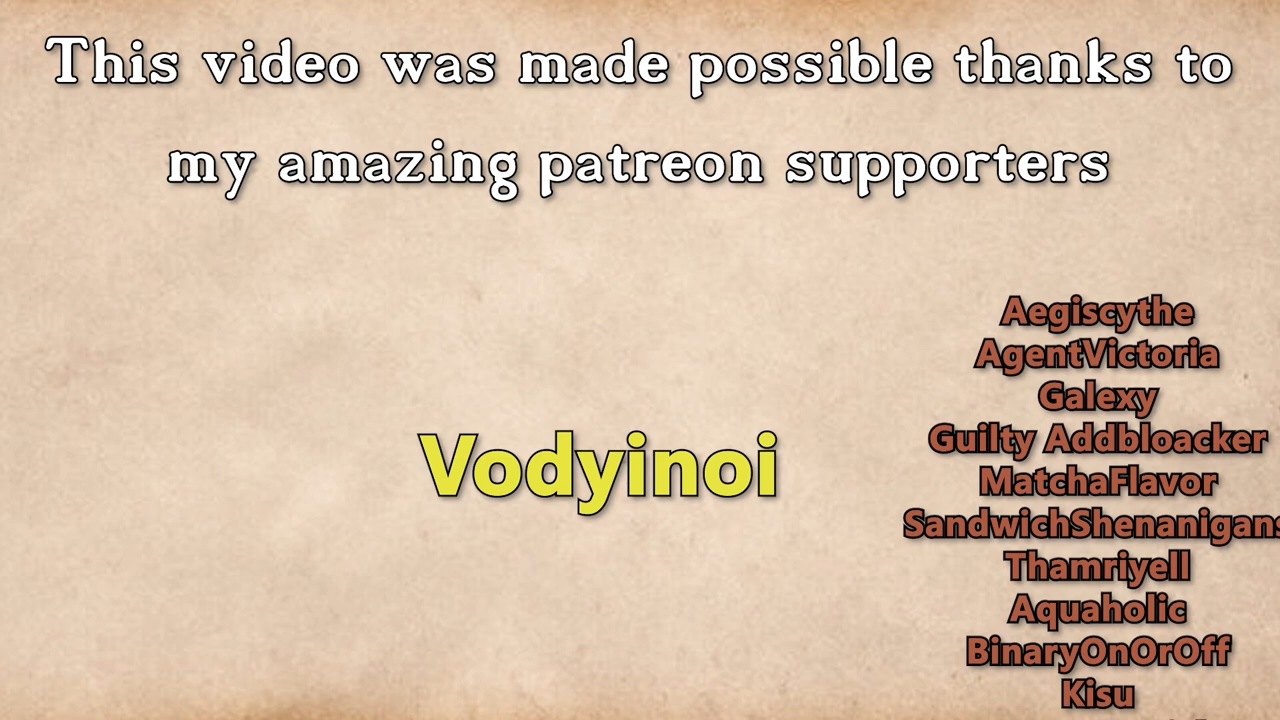 This video was made possible thanks to
my amazing patreon supporters
Vodyinoi
Aegiscythe
AgentVictoria
Galexy
Guilty Addbloacker
MatchaFlavor
SandwichShenanigans
Thamriyell
Aquaholic
BinaryOnOrOff
Kisu